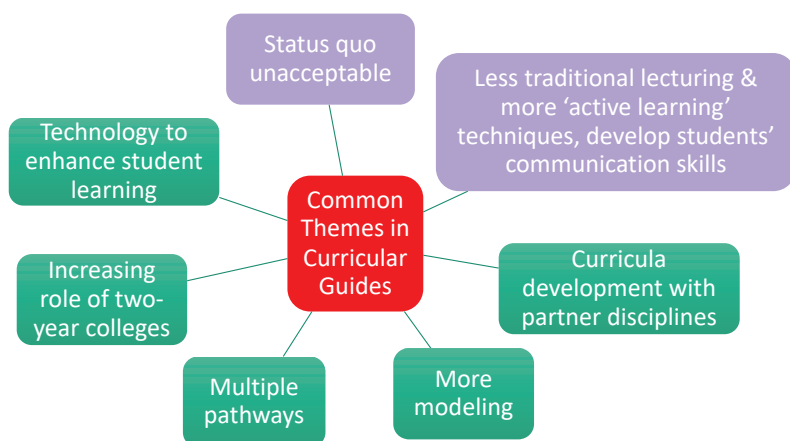 Status quo
unacceptable
Less traditional lecturing &
more ‘active learning’
techniques, develop students’
communication skills
Technology to
enhance student
learning
Common
Themes in
Curricular
Guides
Increasing
role of two-
year colleges
Curricula
development with
partner disciplines
Multiple
pathways
More
modeling